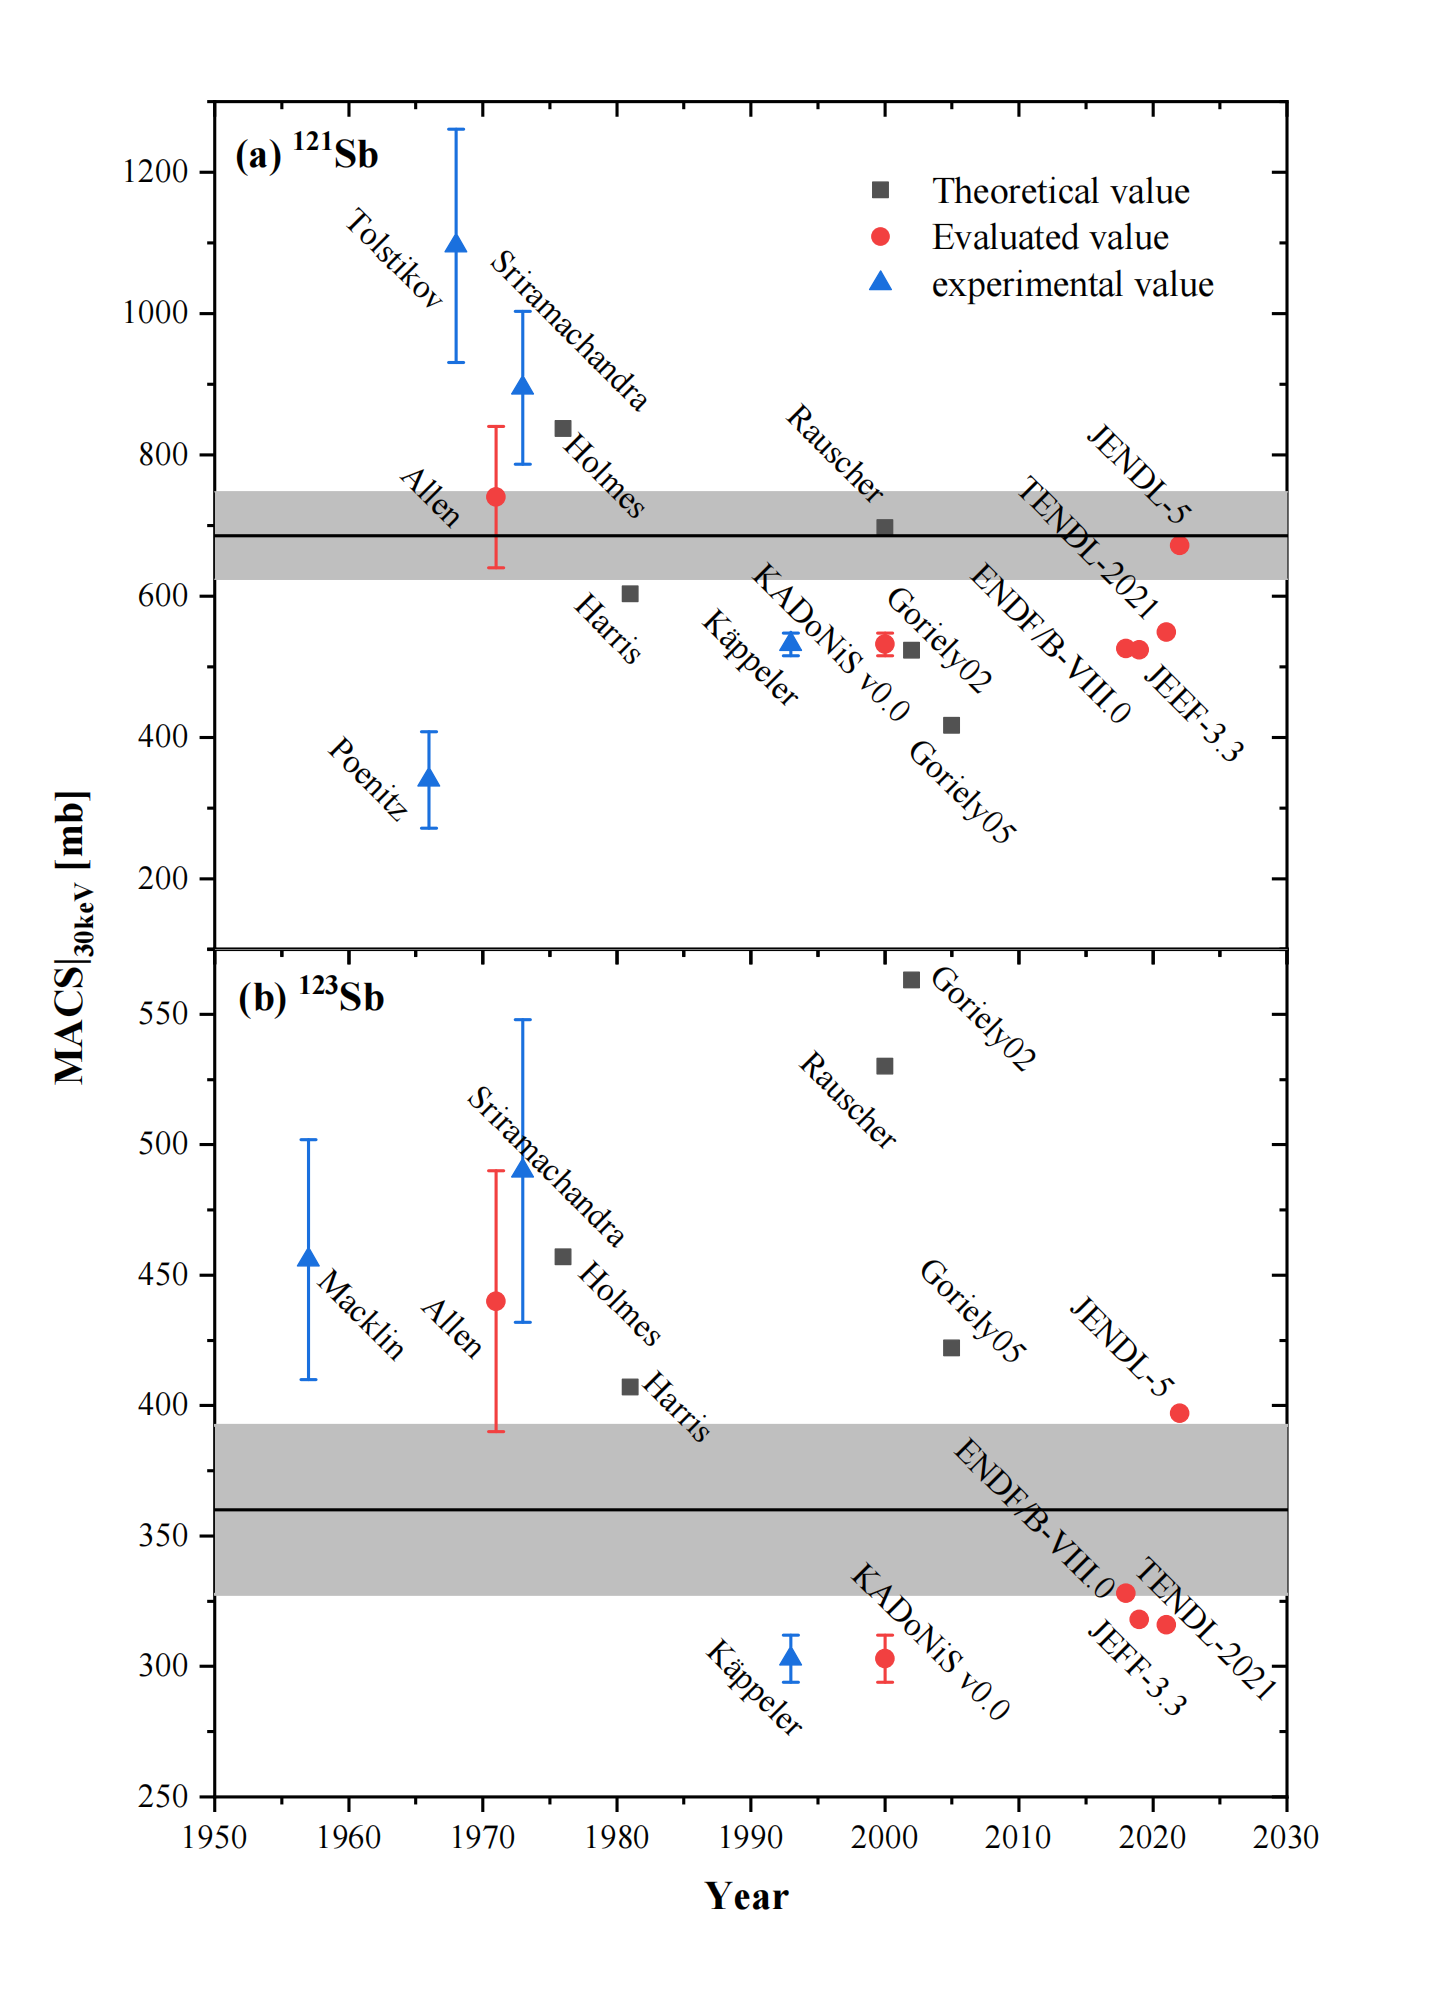 (a) ¹²¹Sb
Theoretical value
Evaluated value
experimental value
1200
1000
800
600
400
200
Tolstikov
Sriramachandra
Allen
Holmes
Harris
Poenitz
Käppeler
KADoNiS v0.0
Rauscher
Goriely02
Goriely05
ENDF/B-VIII.0
TENDL-2021
JENDL-5
JEEF-3.3
MACS|30keV [mb]
(b) ¹²³Sb
550
500
450
400
350
300
250
Macklin
Allen
Sriramachandra
Holmes
Harris
Rauscher
Goriely02
Goriely05
JENDL-5
ENDF/B-VIII.0
TENDL-2021
JEFF-3.3
KADoNiS v0.0
Käppeler
1950 1960 1970 1980 1990 2000 2010 2020 2030
Year